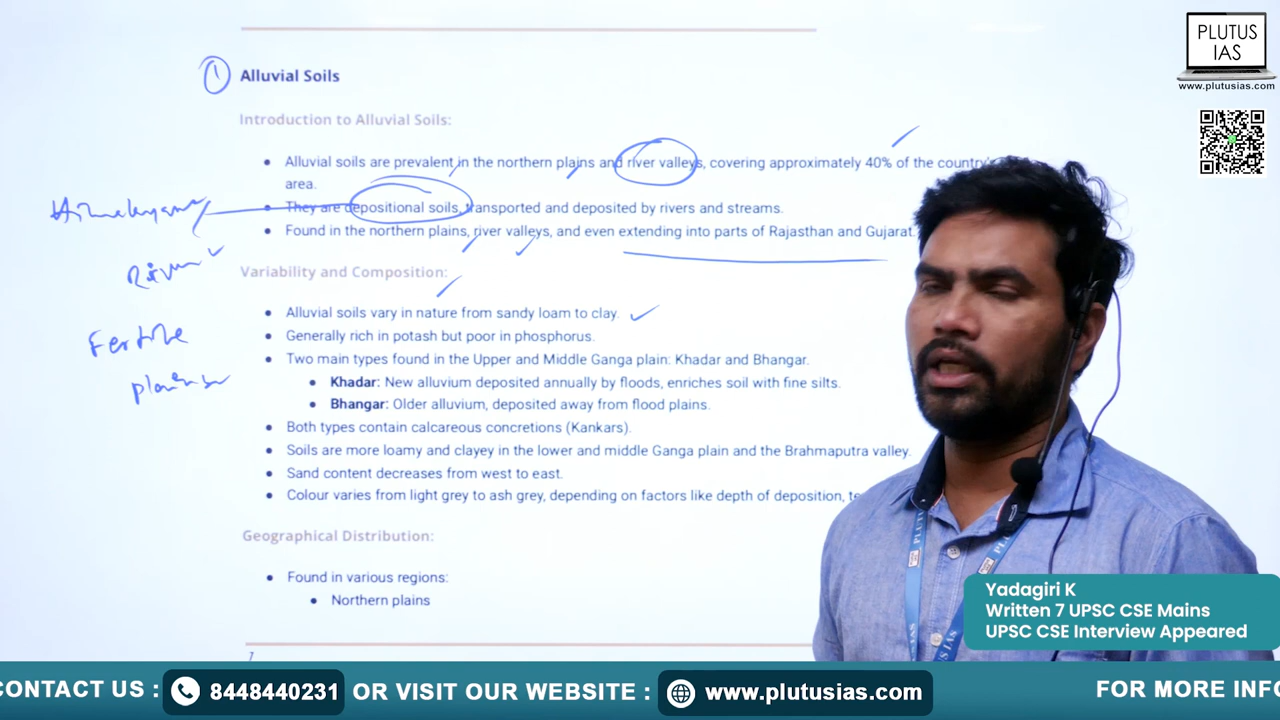 PLUTUS
IAS
www.plutusias.com
1 Alluvial Soils
Introduction to Alluvial Soils:
Alluvial soils are prevalent in the northern plains and river valleys, covering approximately 40% of the country's
area.
They are depositional soils, transported and deposited by rivers and streams.
Found in the northern plains, river valleys, and even extending into parts of Rajasthan and Gujarat.
Variability and Composition:
Alluvial soils vary in nature from sandy loam to clay.
Generally rich in potash but poor in phosphorus.
Two main types found in the Upper and Middle Ganga plain: Khadar and Bhangar.
Khadar: New alluvium deposited annually by floods, enriches soil with fine silts.
Bhangar: Older alluvium, deposited away from flood plains.
Both types contain calcareous concretions (Kankars).
Soils are more loamy and clayey in the lower and middle Ganga plain and the Brahmaputra valley.
Sand content decreases from west to east.
Colour varies from light grey to ash grey, depending on factors like depth of deposition,
Geographical Distribution:
Found in various regions:
Northern plains
7
Fertile
Yadagiri K
Written 7 UPSC CSE Mains
UPSC CSE Interview Appeared
CONTACT US : 8448440231 OR VISIT OUR WEBSITE : www.plutusias.com FOR MORE INFO